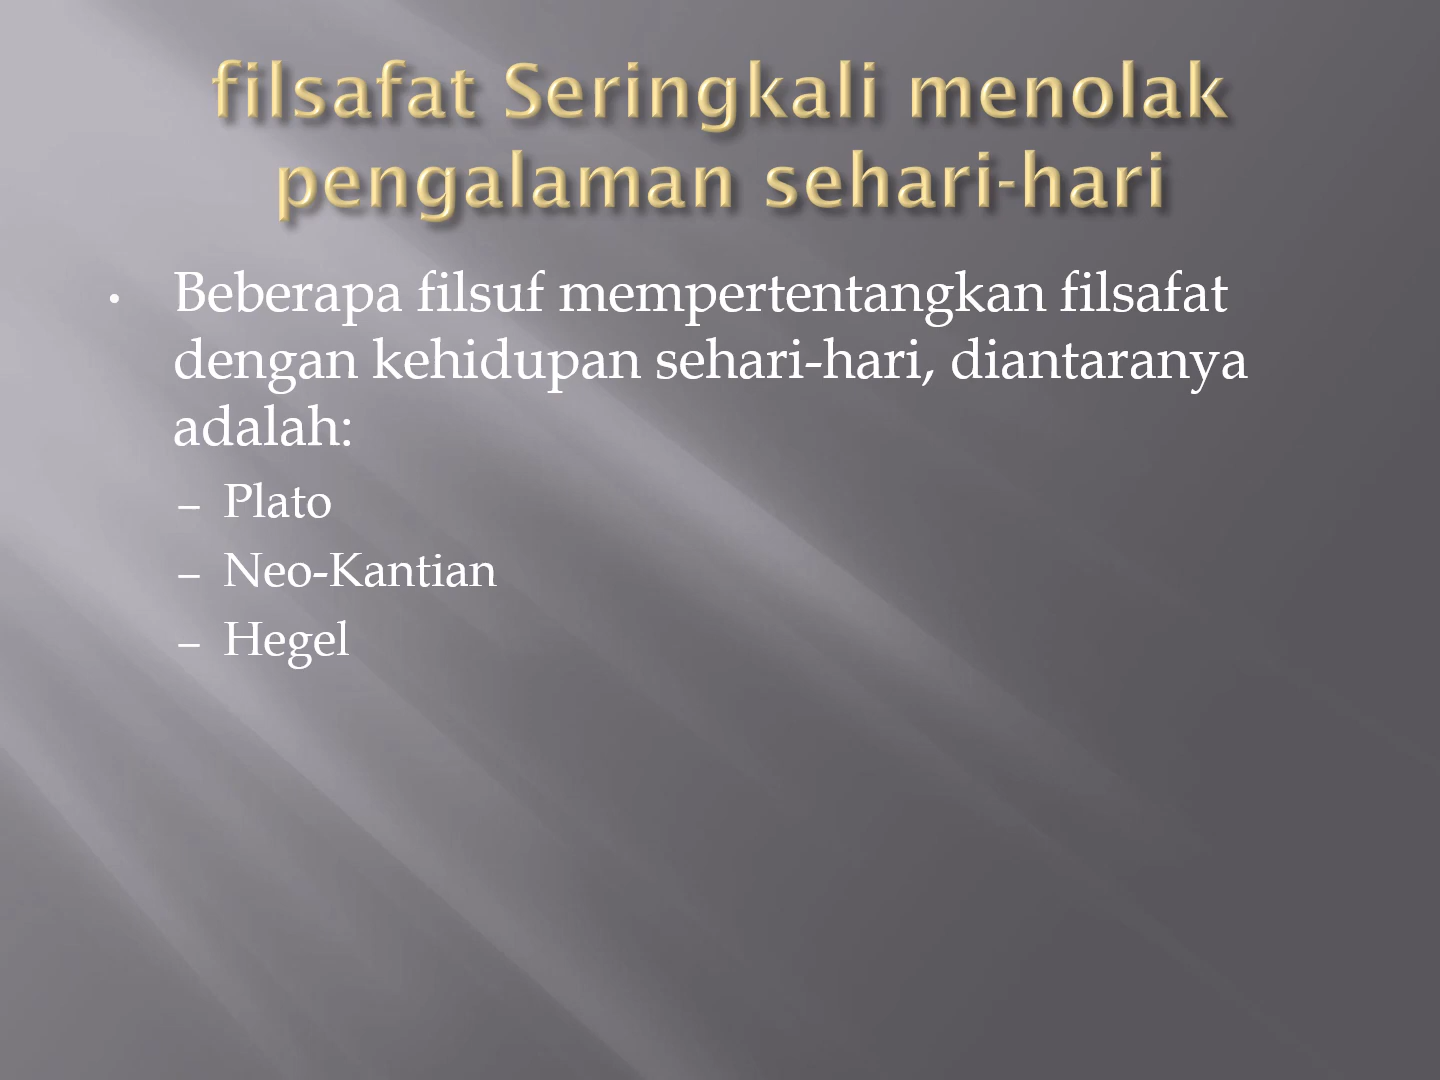 filsafat Seringkali menolak
pengalaman sehari-hari
• Beberapa filsuf mempertentangkan filsafat
dengan kehidupan sehari-hari, diantaranya
adalah:
– Plato
– Neo-Kantian
– Hegel